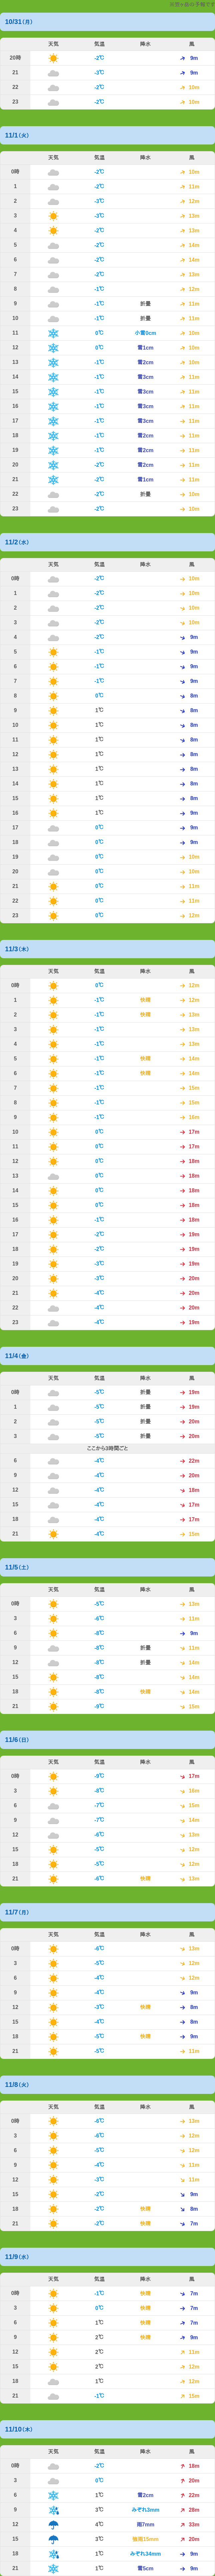 10/31(月)
天気 気温 降水 風
20時 -2℃ 9m
21 -3℃ 9m
22 -2℃ 10m
23 -2℃ 10m
11/1(火)
天気 気温 降水 風
0時 -2℃ 10m
1 -2℃ 11m
2 -3℃ 12m
3 -3℃ 13m
4 -2℃ 13m
5 -2℃ 14m
6 -2℃ 14m
7 -2℃ 13m
8 -1℃ 12m
9 -1℃ 折曇 11m
10 -1℃ 折曇 11m
11 0℃ 小雪0cm 10m
12 0℃ 雪1cm 10m
13 -1℃ 雪2cm 10m
14 -1℃ 雪3cm 11m
15 -1℃ 雪3cm 11m
16 -1℃ 雪3cm 11m
17 -1℃ 雪3cm 11m
18 -1℃ 雪2cm 11m
19 -1℃ 雪2cm 11m
20 -2℃ 雪2cm 11m
21 -2℃ 雪1cm 11m
22 -2℃ 折曇 10m
23 -2℃ 10m
11/2(水)
天気 気温 降水 風
0時 -2℃ 10m
1 -2℃ 10m
2 -2℃ 10m
3 -2℃ 10m
4 -2℃ 9m
5 -1℃ 9m
6 -1℃ 9m
7 -1℃ 9m
8 0℃ 8m
9 1℃ 8m
10 1℃ 8m
11 1℃ 8m
12 1℃ 8m
13 1℃ 8m
14 1℃ 8m
15 1℃ 8m
16 1℃ 9m
17 0℃ 9m
18 0℃ 9m
19 0℃ 10m
20 0℃ 10m
21 0℃ 11m
22 0℃ 11m
23 0℃ 12m
11/3(木)
天気 気温 降水 風
0時 0℃ 12m
1 -1℃ 快晴 12m
2 -1℃ 快晴 13m
3 -1℃ 13m
4 -1℃ 13m
5 -1℃ 快晴 14m
6 -1℃ 快晴 14m
7 -1℃ 15m
8 -1℃ 15m
9 -1℃ 16m
10 0℃ 17m
11 0℃ 17m
12 0℃ 18m
13 0℃ 18m
14 0℃ 18m
15 0℃ 18m
16 -1℃ 18m
17 -2℃ 19m
18 -2℃ 19m
19 -3℃ 19m
20 -3℃ 20m
21 -4℃ 20m
22 -4℃ 20m
23 -4℃ 19m
11/4(金)
天気 気温 降水 風
0時 -5℃ 折曇 19m
1 -5℃ 折曇 19m
2 -5℃ 折曇 20m
3 -5℃ 折曇 20m
ここから3時間ごと
6 -4℃ 22m
9 -4℃ 20m
12 -4℃ 18m
15 -4℃ 17m
18 -4℃ 17m
21 -4℃ 15m
11/5(土)
天気 気温 降水 風
0時 -5℃ 13m
3 -6℃ 11m
6 -8℃ 9m
9 -8℃ 折曇 11m
12 -8℃ 折曇 14m
15 -8℃ 14m
18 -8℃ 快晴 14m
21 -9℃ 15m
11/6(日)
天気 気温 降水 風
0時 -9℃ 17m
3 -8℃ 16m
6 -7℃ 15m
9 -7℃ 14m
12 -6℃ 13m
15 -5℃ 12m
18 -5℃ 12m
21 -6℃ 快晴 13m
11/7(月)
天気 気温 降水 風
0時 -6℃ 13m
3 -5℃ 12m
6 -4℃ 12m
9 -4℃ 9m
12 -3℃ 快晴 8m
15 -4℃ 8m
18 -5℃ 快晴 9m
21 -5℃ 11m
11/8(火)
天気 気温 降水 風
0時 -6℃ 13m
3 -6℃ 12m
6 -5℃ 12m
9 -4℃ 11m
12 -3℃ 11m
15 -2℃ 9m
18 -2℃ 快晴 8m
21 -2℃ 快晴 7m
11/9(水)
天気 気温 降水 風
0時 -1℃ 快晴 7m
3 0℃ 快晴 7m
6 1℃ 快晴 7m
9 2℃ 快晴 9m
12 2℃ 11m
15 2℃ 12m
18 1℃ 12m
21 -1℃ 15m
11/10(木)
天気 気温 降水 風
0時 -2℃ 18m
3 0℃ 20m
6 1℃ 雪2cm 22m
9 3℃ みぞれ3mm 28m
12 4℃ 雨7mm 33m
15 3℃ 強雨15mm 20m
18 1℃ みぞれ34mm 9m
21 1℃ 雪5cm 9m